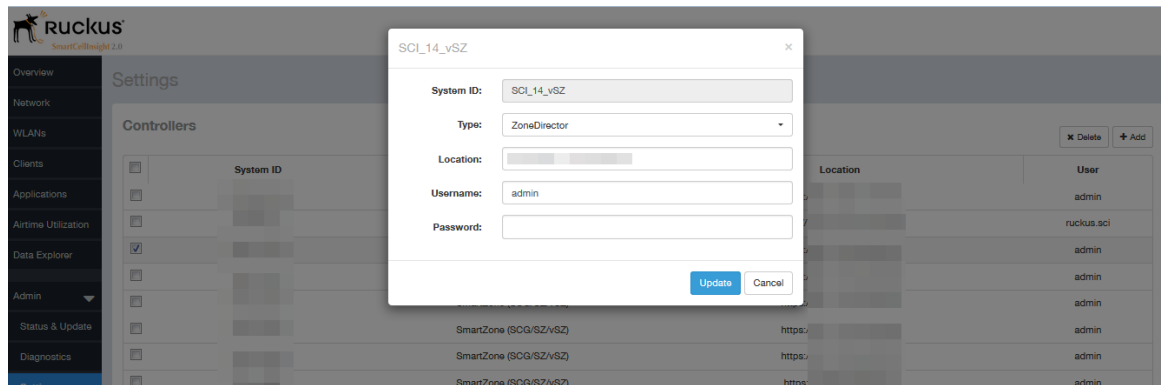 RUCKUS
SmartCellInsight 2.0
Overview
Network
WLANs
Clients
Applications
Airtime Utilization
Data Explorer
Admin
Status & Update
Diagnostics
Settings
Controllers
Delete
Add
System ID
Location
User
admin
ruckus.sci
admin
admin
admin
SmartZone (SCG/SZ/vSZ)
https:/
admin
SmartZone (SCG/SZ/vSZ)
https:/
admin
SmartZone (SCG/SZ/vSZ)
https:
admin
SCI_14_vSZ
×
System ID:
SCI_14_vSZ
Type:
ZoneDirector
Location:
Username:
admin
Password:
Update
Cancel